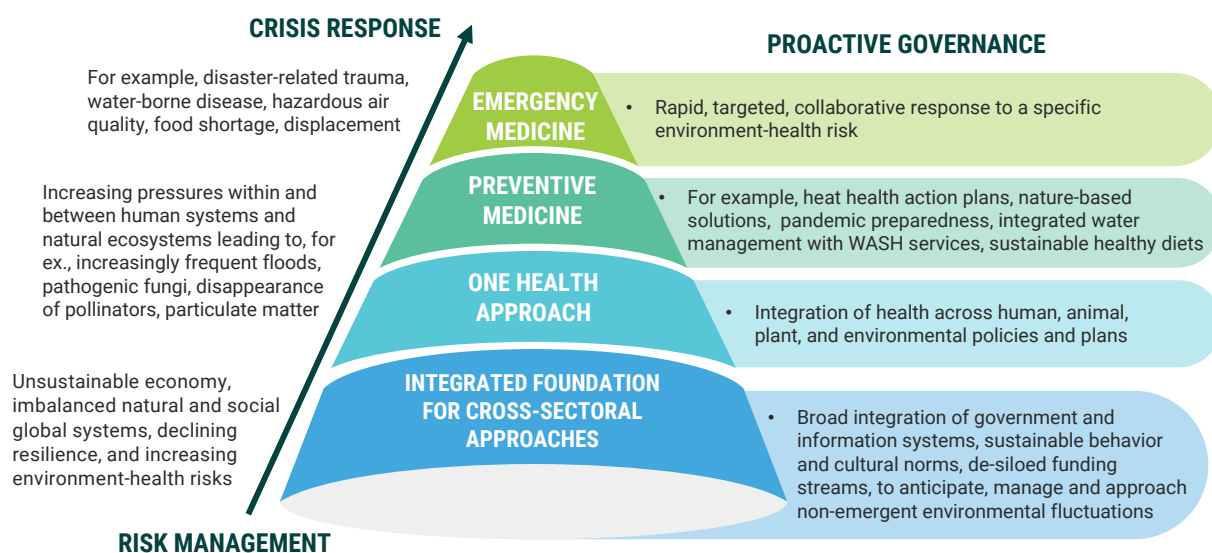 CRISIS RESPONSE
For example, disaster-related trauma,
water-borne disease, hazardous air
quality, food shortage, displacement
Increasing pressures within and
between human systems and
natural ecosystems leading to, for
ex., increasingly frequent floods,
pathogenic fungi, disappearance
of pollinators, particulate matter
Unsustainable economy,
imbalanced natural and social
global systems, declining
resilience, and increasing
environment-health risks
RISK MANAGEMENT
EMERGENCY
MEDICINE
PREVENTIVE
MEDICINE
ONE HEALTH
APPROACH
INTEGRATED FOUNDATION
FOR CROSS-SECTORAL
APPROACHES
PROACTIVE GOVERNANCE
• Rapid, targeted, collaborative response to a specific
environment-health risk
• For example, heat health action plans, nature-based
solutions, pandemic preparedness, integrated water
management with WASH services, sustainable healthy diets
• Integration of health across human, animal,
plant, and environmental policies and plans
• Broad integration of government and
information systems, sustainable behavior
and cultural norms, de-siloed funding
streams, to anticipate, manage and approach
non-emergent environmental fluctuations